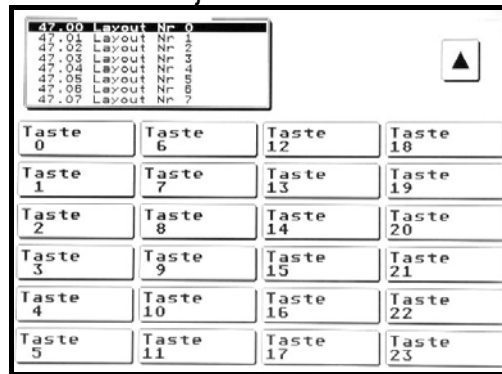 47.00 Layout Nr 0
47.01 Layout Nr 1
47.02 Layout Nr 2
47.03 Layout Nr 3
47.04 Layout Nr 4
47.05 Layout Nr 5
47.06 Layout Nr 6
47.07 Layout Nr 7
Taste 0
Taste 6
Taste 12
Taste 18
Taste 1
Taste 7
Taste 13
Taste 19
Taste 2
Taste 8
Taste 14
Taste 20
Taste 3
Taste 9
Taste 15
Taste 21
Taste 4
Taste 10
Taste 16
Taste 22
Taste 5
Taste 11
Taste 17
Taste 23